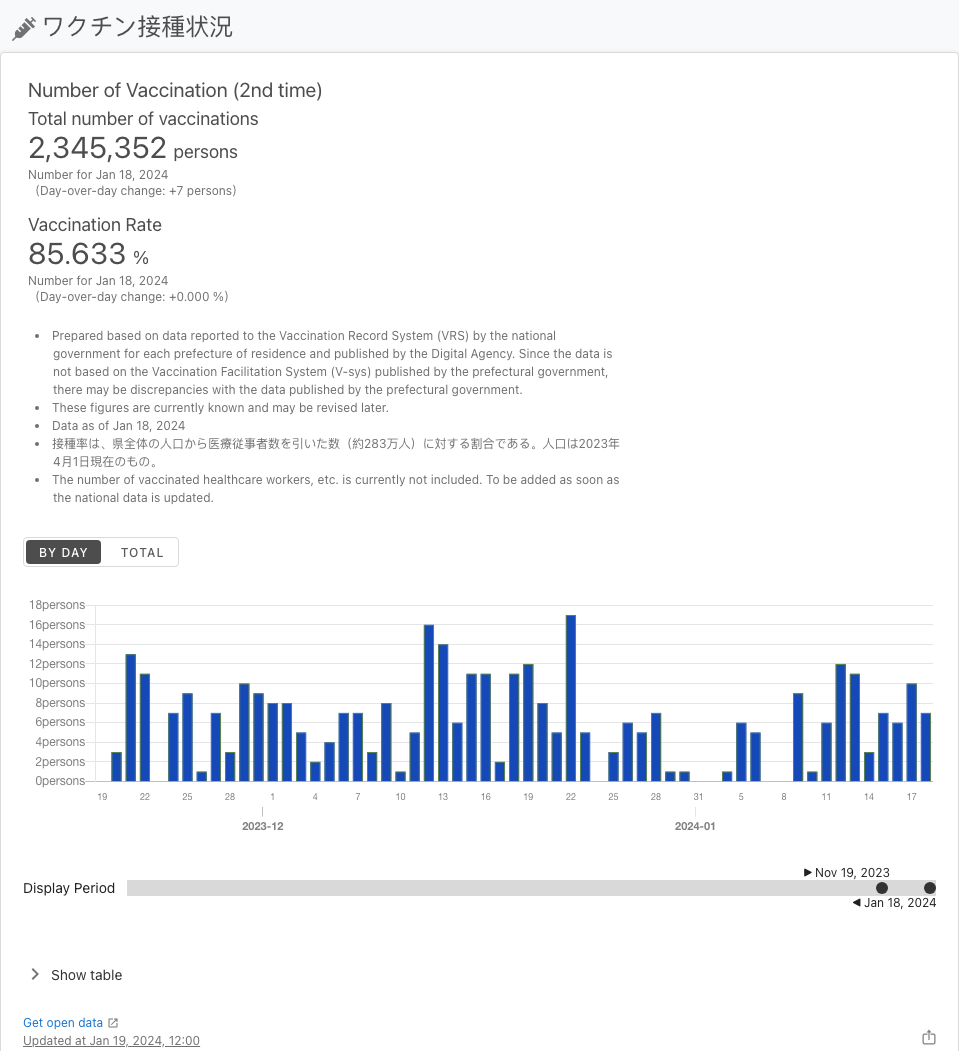 ワクチン接種状況
Number of Vaccination (2nd time)
Total number of vaccinations
2,345,352 persons
Number for Jan 18, 2024
(Day-over-day change: +7 persons)
Vaccination Rate
85.633 %
Number for Jan 18, 2024
(Day-over-day change: +0.000 %)
• Prepared based on data reported to the Vaccination Record System (VRS) by the national
government for each prefecture of residence and published by the Digital Agency. Since the data is
not based on the Vaccination Facilitation System (V-sys) published by the prefectural government,
there may be discrepancies with the data published by the prefectural government.
• These figures are currently known and may be revised later.
• Data as of Jan 18, 2024
• 接種率は、県全体の人口から医療従事者数を引いた数（約283万人）に対する割合である。人口は2023年
4月1日現在のもの。
• The number of vaccinated healthcare workers, etc. is currently not included. To be added as soon as
the national data is updated.
BY DAY TOTAL
18persons
16persons
14persons
12persons
10persons
8persons
6persons
4persons
2persons
0persons
19 22 25 28 1 4 7 10 13 16 19 22 25 28 31 5 8 11 14 17
2023-12 2024-01
Nov 19, 2023
Display Period
Jan 18, 2024
Show table
Get open data
Updated at Jan 19, 2024, 12:00